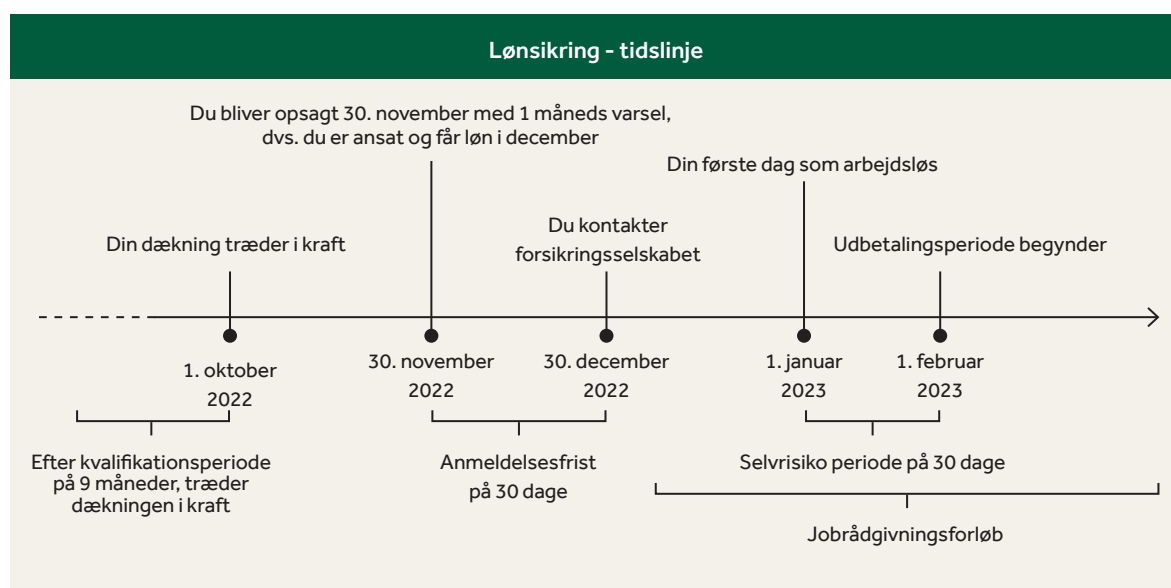 Lønsikring - tidslinje
Du bliver opsagt 30. november med 1 måneds varsel,
dvs. du er ansat og får løn i december
Din første dag som arbejdsløs
Din dækning træder i kraft
Du kontakter
forsikringsselskabet
Udbetalingsperiode begynder
1. oktober
2022
30. november
2022
30. december
2022
1. januar
2023
1. februar
2023
Efter kvalifikationsperiode
på 9 måneder, træder
dækningen i kraft
Anmeldelsesfrist
på 30 dage
Selvrisiko periode på 30 dage
Jobrådgivningsforløb